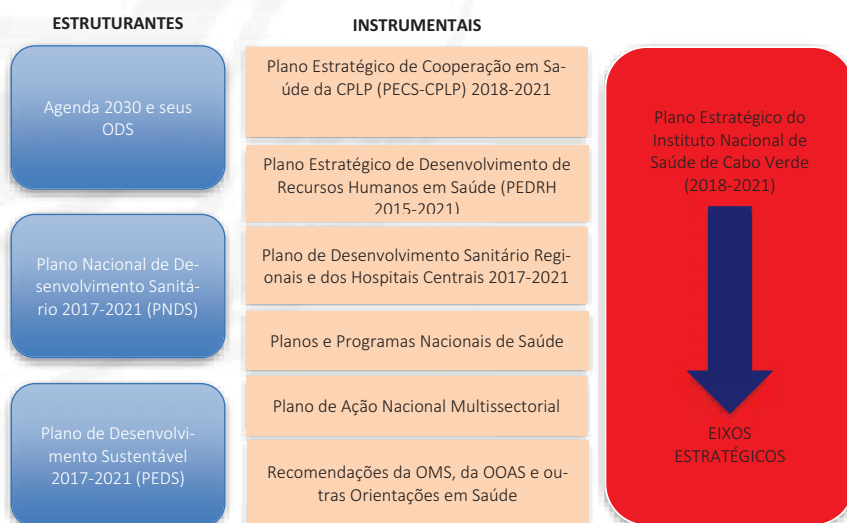 ESTRUTURANTES
INSTRUMENTAIS
Agenda 2030 e seus
ODS
Plano Nacional de De-
senvolvimento Sanitá-
rio 2017-2021 (PNDS)
Plano de Desenvolvi-
mento Sustentável
2017-2021 (PEDS)
Plano Estratégico de Cooperação em Sa-
úde da CPLP (PECS-CPLP) 2018-2021
Plano Estratégico de Desenvolvimento de
Recursos Humanos em Saúde (PEDRH
2015-2021)
Plano de Desenvolvimento Sanitário Regi-
onais e dos Hospitais Centrais 2017-2021
Planos e Programas Nacionais de Saúde
Plano de Ação Nacional Multissectorial
Recomendações da OMS, da OOAS e ou-
tras Orientações em Saúde
Plano Estratégico do
Instituto Nacional de
Saúde de Cabo Verde
(2018-2021)
EIXOS
ESTRATÉGICOS